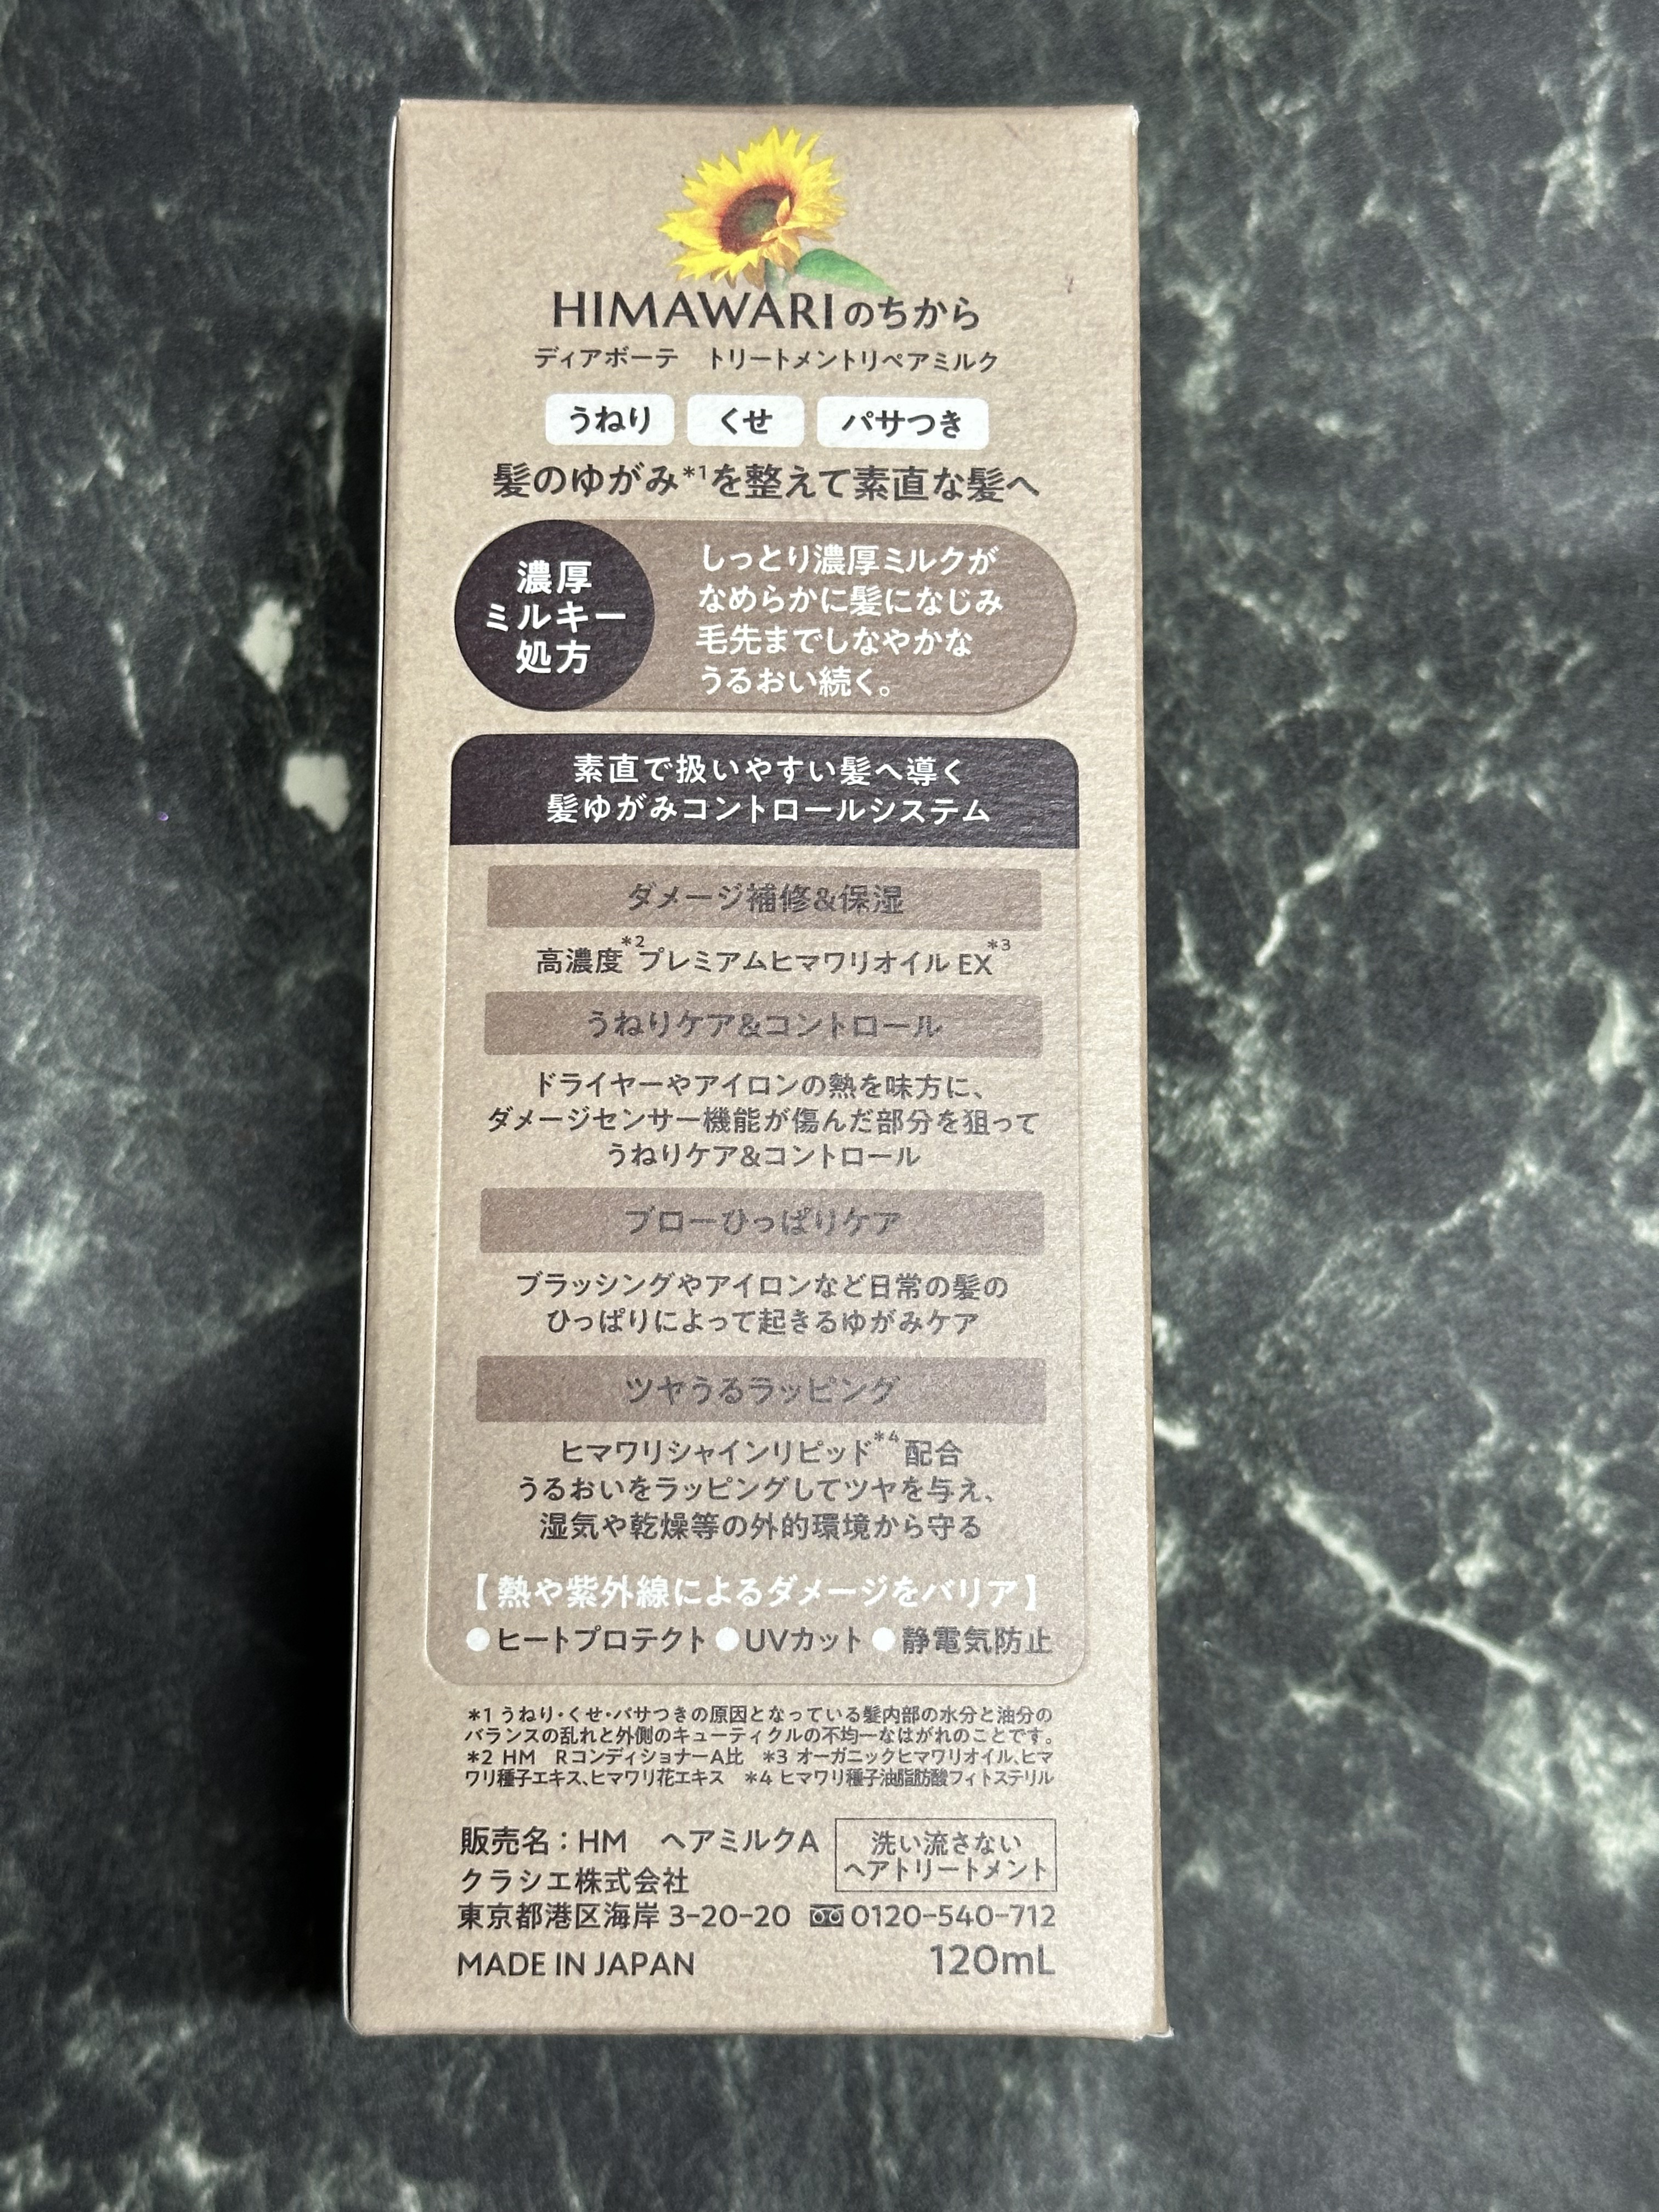 HIMAWARIのちから
ディアボーテ　トリートメントリペアミルク
うねり くせ パサつき
髪のゆがみ*1を整えて素直な髪へ
濃厚
ミルキー
処方
しっとり濃厚ミルクが
なめらかに髪になじみ
毛先までしなやかな
うるおい続く。
素直で扱いやすい髪へ導く
髪ゆがみコントロールシステム
ダメージ補修&保湿
高濃度*2プレミアムヒマワリオイルEX*3
うねりケア&コントロール
ドライヤーやアイロンの熱を味方に、
ダメージセンサー機能が傷んだ部分を狙って
うねりケア&コントロール
ブローひっぱりケア
ブラッシングやアイロンなど日常の髪の
ひっぱりによって起きるゆがみケア
ツヤうるラッピング
ヒマワリシャインリピッド*4配合
うるおいをラッピングしてツヤを与え、
湿気や乾燥等の外的環境から守る
【熱や紫外線によるダメージをバリア】
●ヒートプロテクト ●UVカット ●静電気防止
*1 うねり・くせ・パサつきの原因となっている髪内部の水分と油分の
バランスの乱れと外側のキューティクルの不均一なはがれのことです。
*2 HM　RコンディショナーA比　*3 オーガニックヒマワリオイル、ヒマ
ワリ種子エキス、ヒマワリ花エキス　*4 ヒマワリ種子油脂肪酸フィトステリル
販売名：HM　ヘアミルクA
洗い流さない
ヘアトリートメント
クラシエ株式会社
東京都港区海岸 3-20-20 0120-540-712
MADE IN JAPAN 120mL